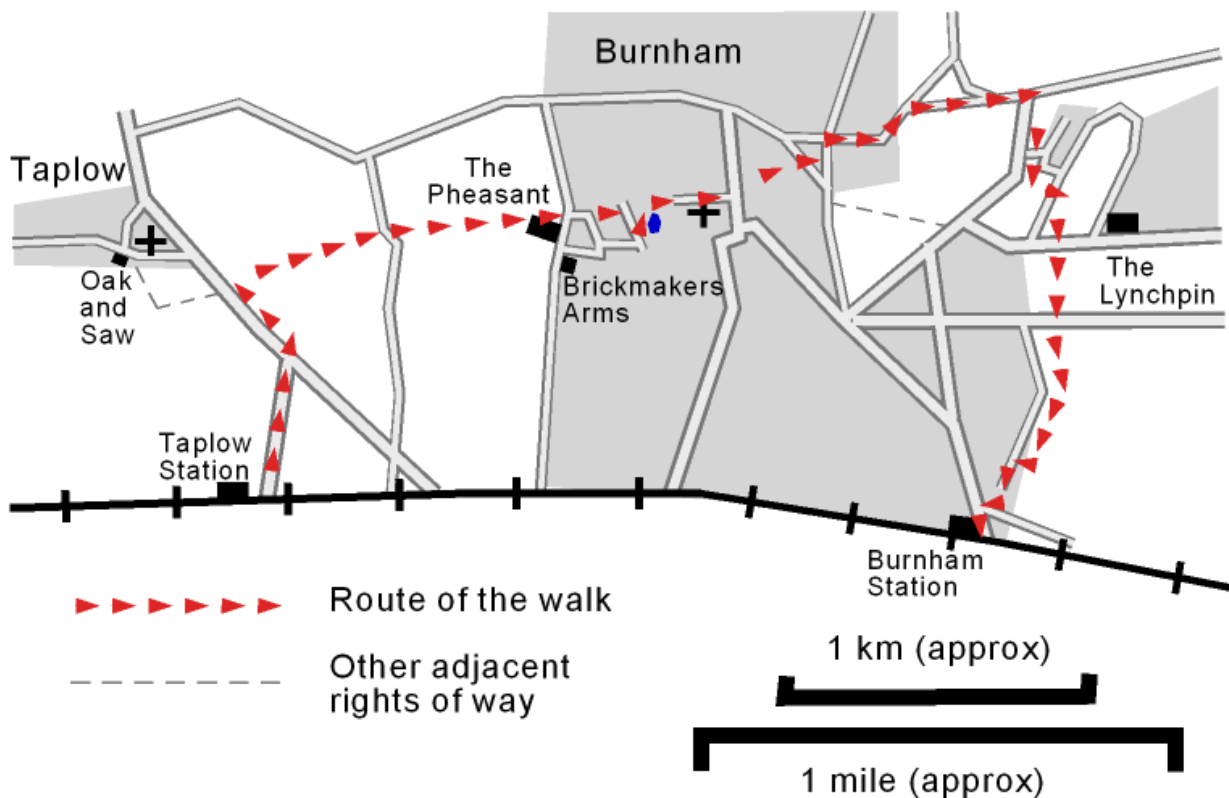 Burnham
Taplow
The
Pheasant
Oak
and
Saw
Brickmakers
Arms
The
Lynchpin
Taplow
Station
Burnham
Station
Route of the walk
Other adjacent
rights of way
1 km (approx)
1 mile (approx)